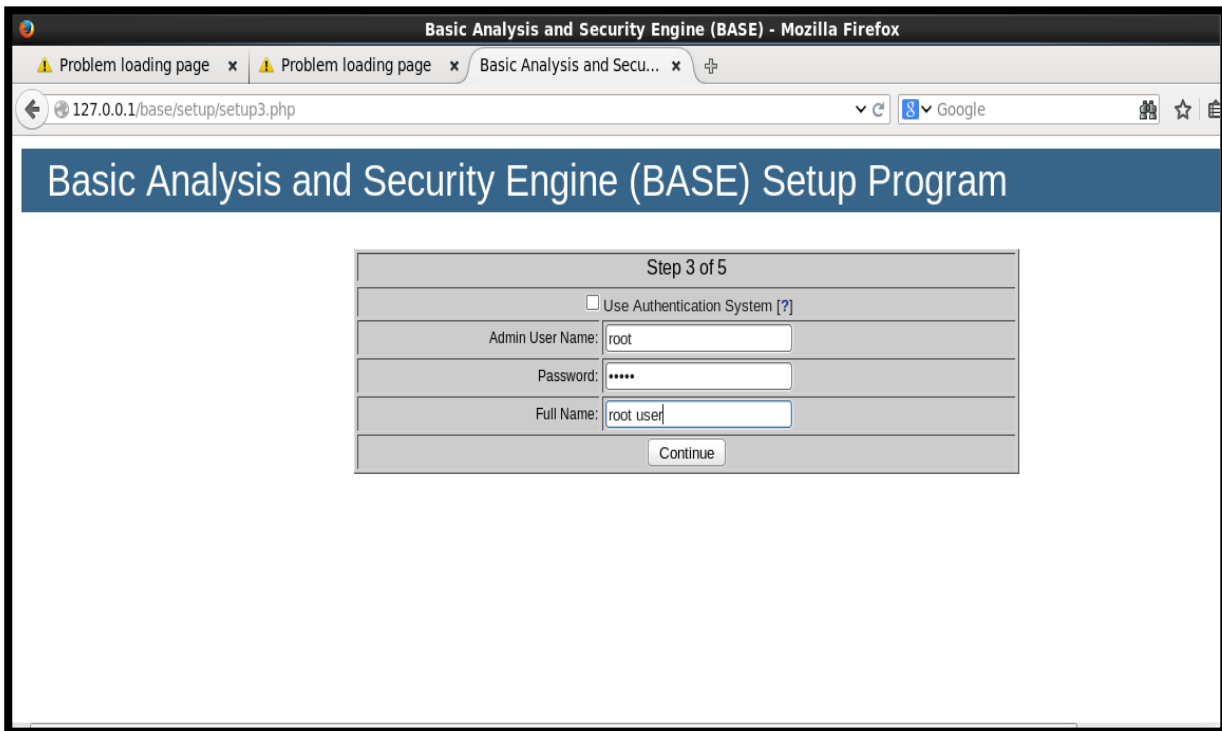 Basic Analysis and Security Engine (BASE) - Mozilla Firefox
Problem loading page x Problem loading page x Basic Analysis and Secu... x
127.0.0.1/base/setup/setup3.php 8 Google
Basic Analysis and Security Engine (BASE) Setup Program
Step 3 of 5
Use Authentication System [?]
Admin User Name: root
Password: •••••
Full Name: root user
Continue